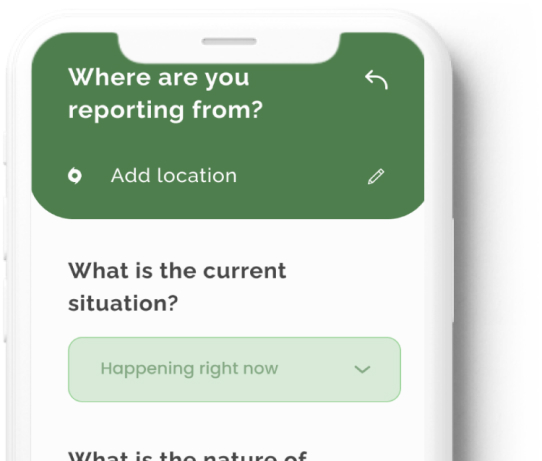 Where are you
reporting from?
Add location
What is the current
situation?
Happening right now
What is the nature of